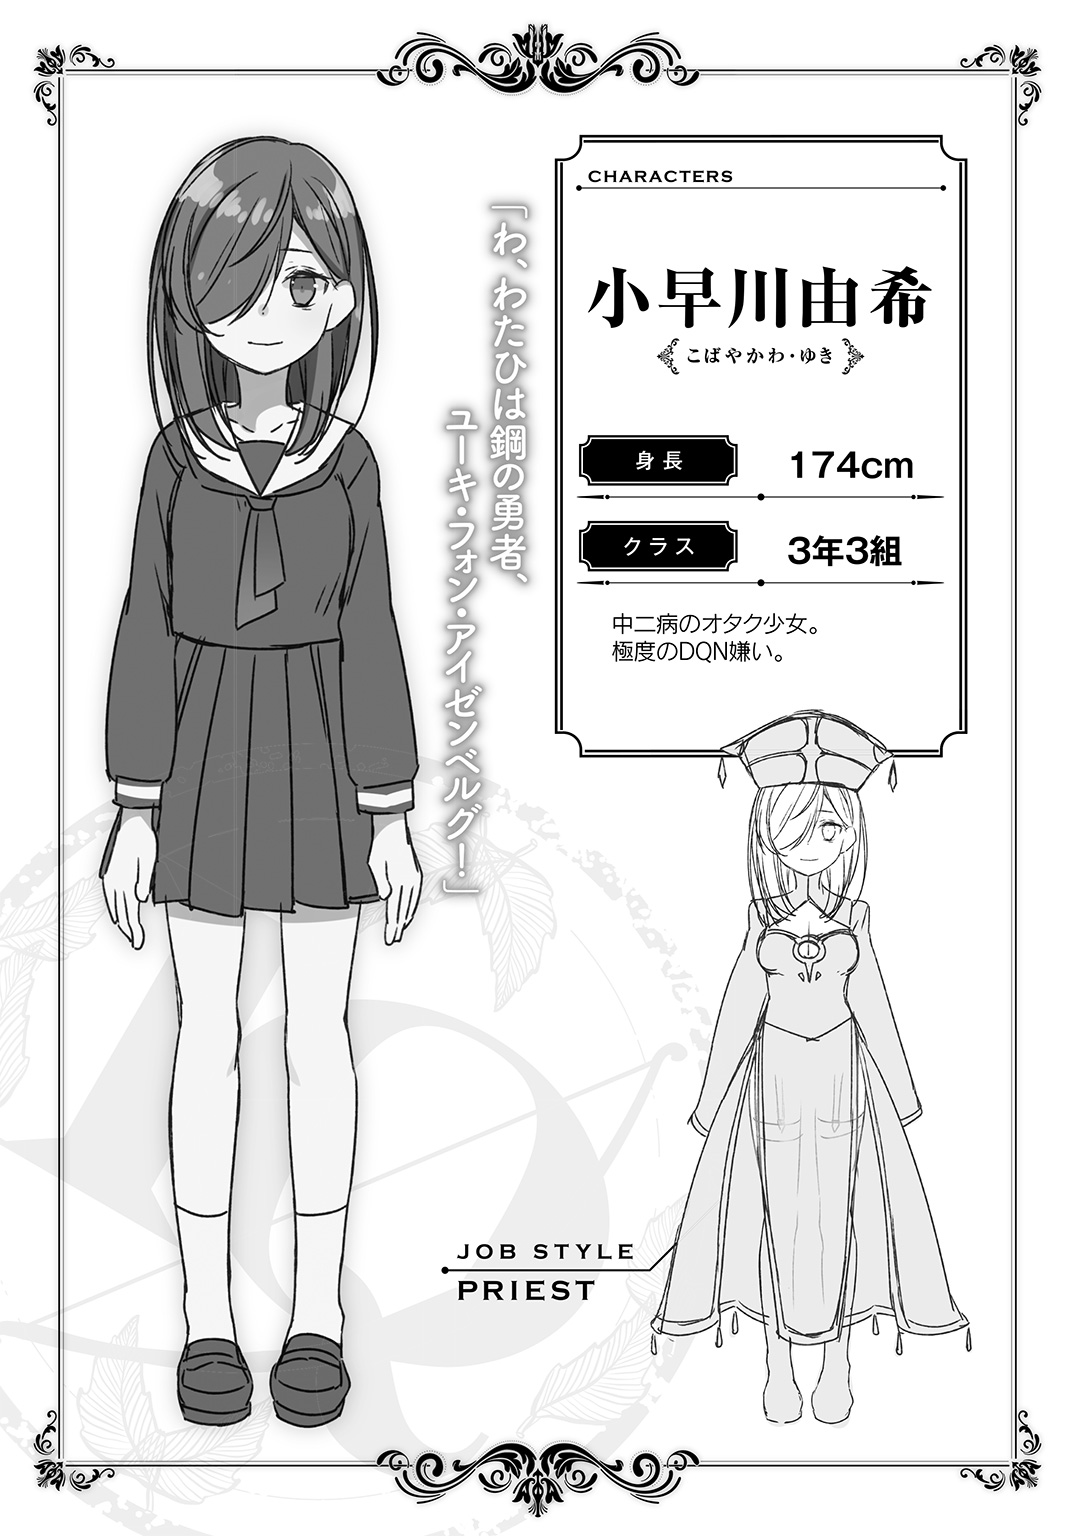 CHARACTERS
小早川由希
こばやかわ・ゆき
身長
174cm
クラス
3年3組
中二病のオタク少女。
極度のDQN嫌い。
「わ、わたひは鋼の勇者、
ユーキ・フォン・アイゼンベルグ！」
JOB STYLE
PRIEST